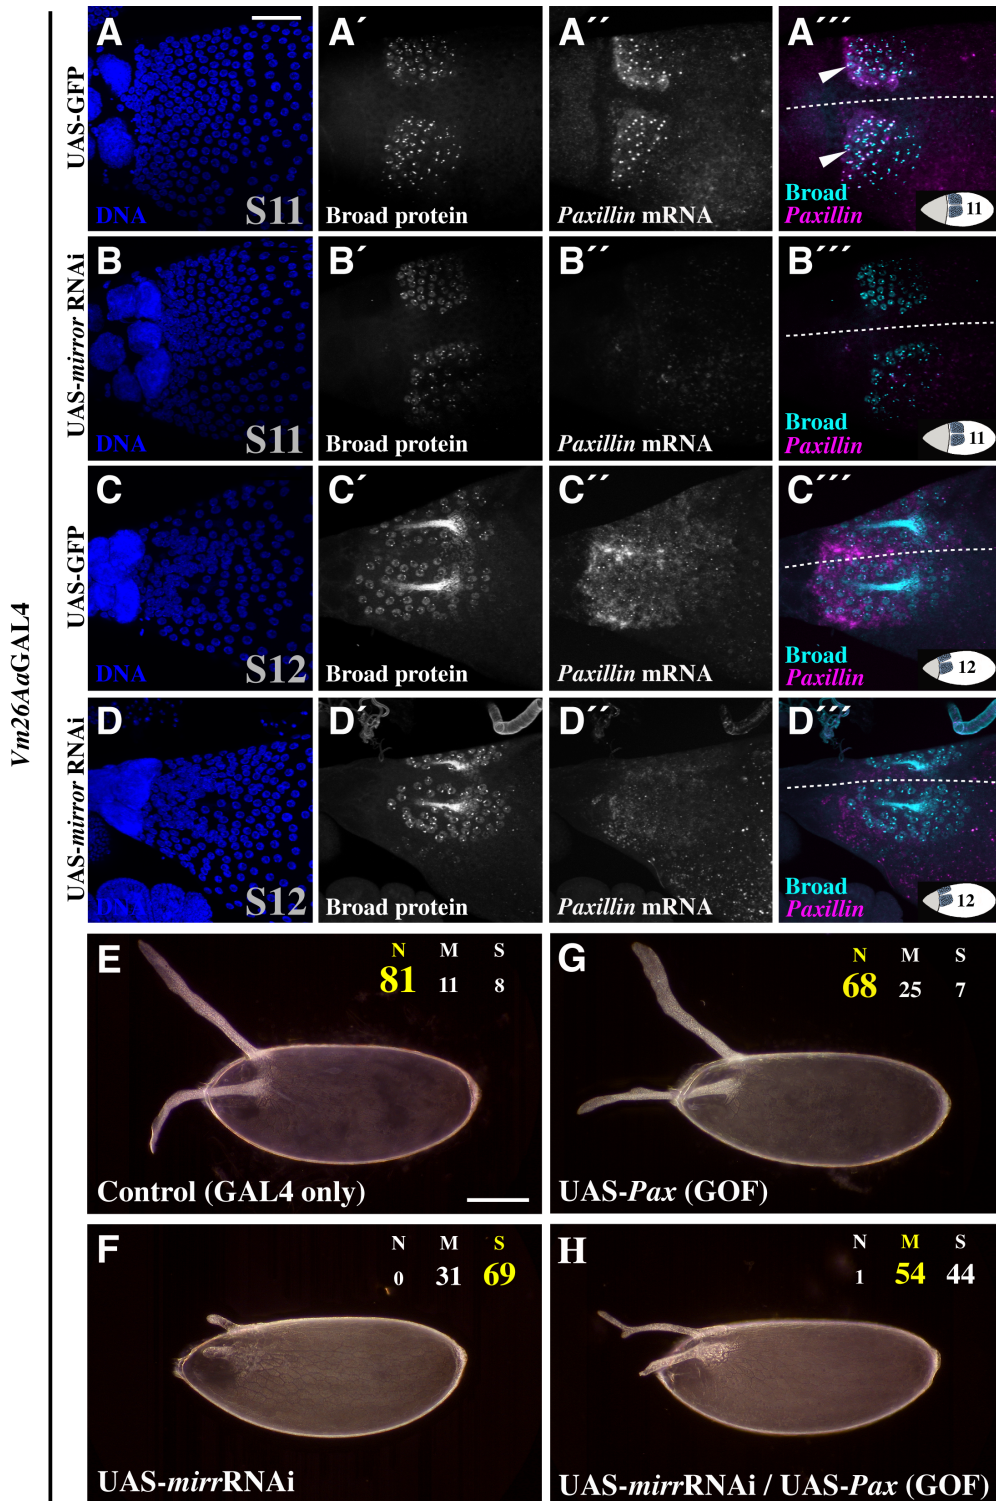 Vm26AaGAL4
UAS-GFP
A
DNA
S11
A´
Broad protein
A´´
Paxillin mRNA
A´´´
Broad
Paxillin
11
UAS-mirror RNAi
B
DNA
S11
B´
Broad protein
B´´
Paxillin mRNA
B´´´
Broad
Paxillin
11
UAS-GFP
C
DNA
S12
C´
Broad protein
C´´
Paxillin mRNA
C´´´
Broad
Paxillin
12
UAS-mirror RNAi
D
DNA
S12
D´
Broad protein
D´´
Paxillin mRNA
D´´´
Broad
Paxillin
12
E
N M S
81 11 8
Control (GAL4 only)
G
N M S
68 25 7
UAS-Pax (GOF)
F
N M S
0 31 69
UAS-mirrRNAi
H
N M S
1 54 44
UAS-mirrRNAi / UAS-Pax (GOF)